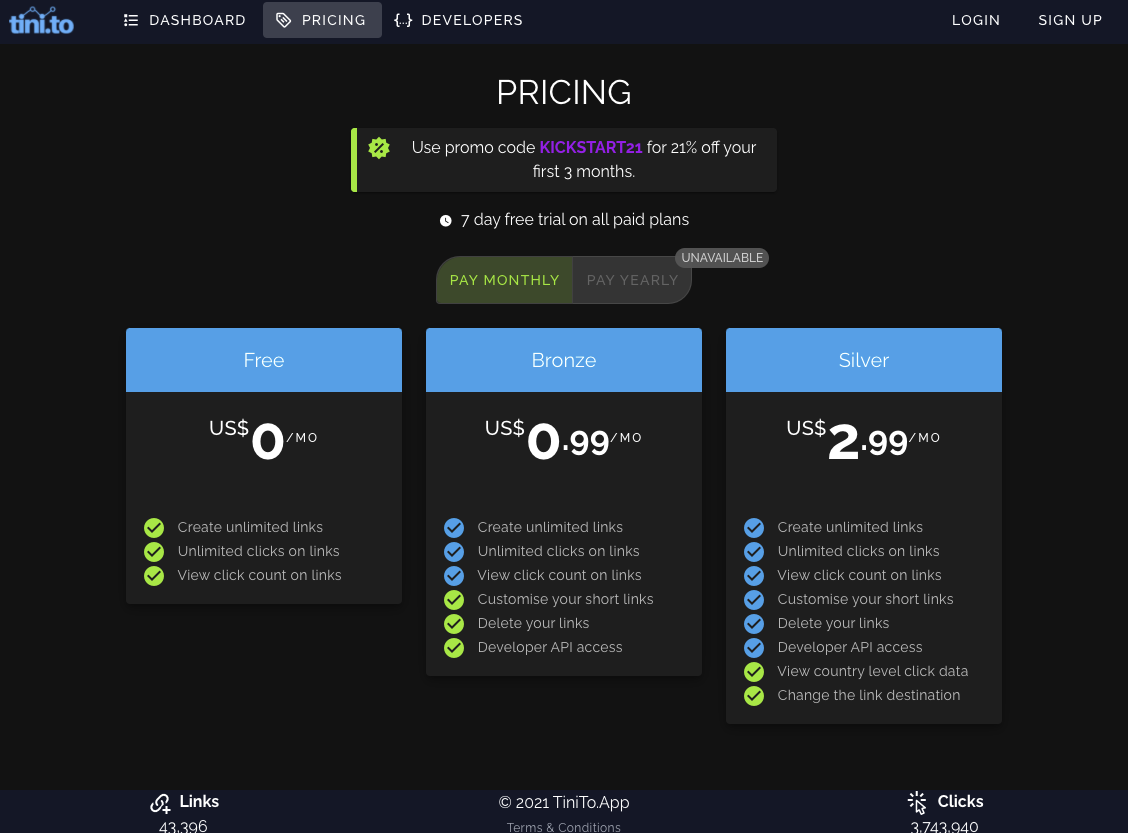 tini.to
DASHBOARD
PRICING
{..} DEVELOPERS
LOGIN
SIGN UP
PRICING
Use promo code KICKSTART21 for 21% off your
first 3 months.
7 day free trial on all paid plans
UNAVAILABLE
PAY MONTHLY
PAY YEARLY
Free
US$0/MO
Create unlimited links
Unlimited clicks on links
View click count on links
Bronze
US$0.99/MO
Create unlimited links
Unlimited clicks on links
View click count on links
Customise your short links
Delete your links
Developer API access
Silver
US$2.99/MO
Create unlimited links
Unlimited clicks on links
View click count on links
Customise your short links
Delete your links
Developer API access
View country level click data
Change the link destination
Links
43,396
© 2021 TiniTo.App
Terms & Conditions
Clicks
3,743,940